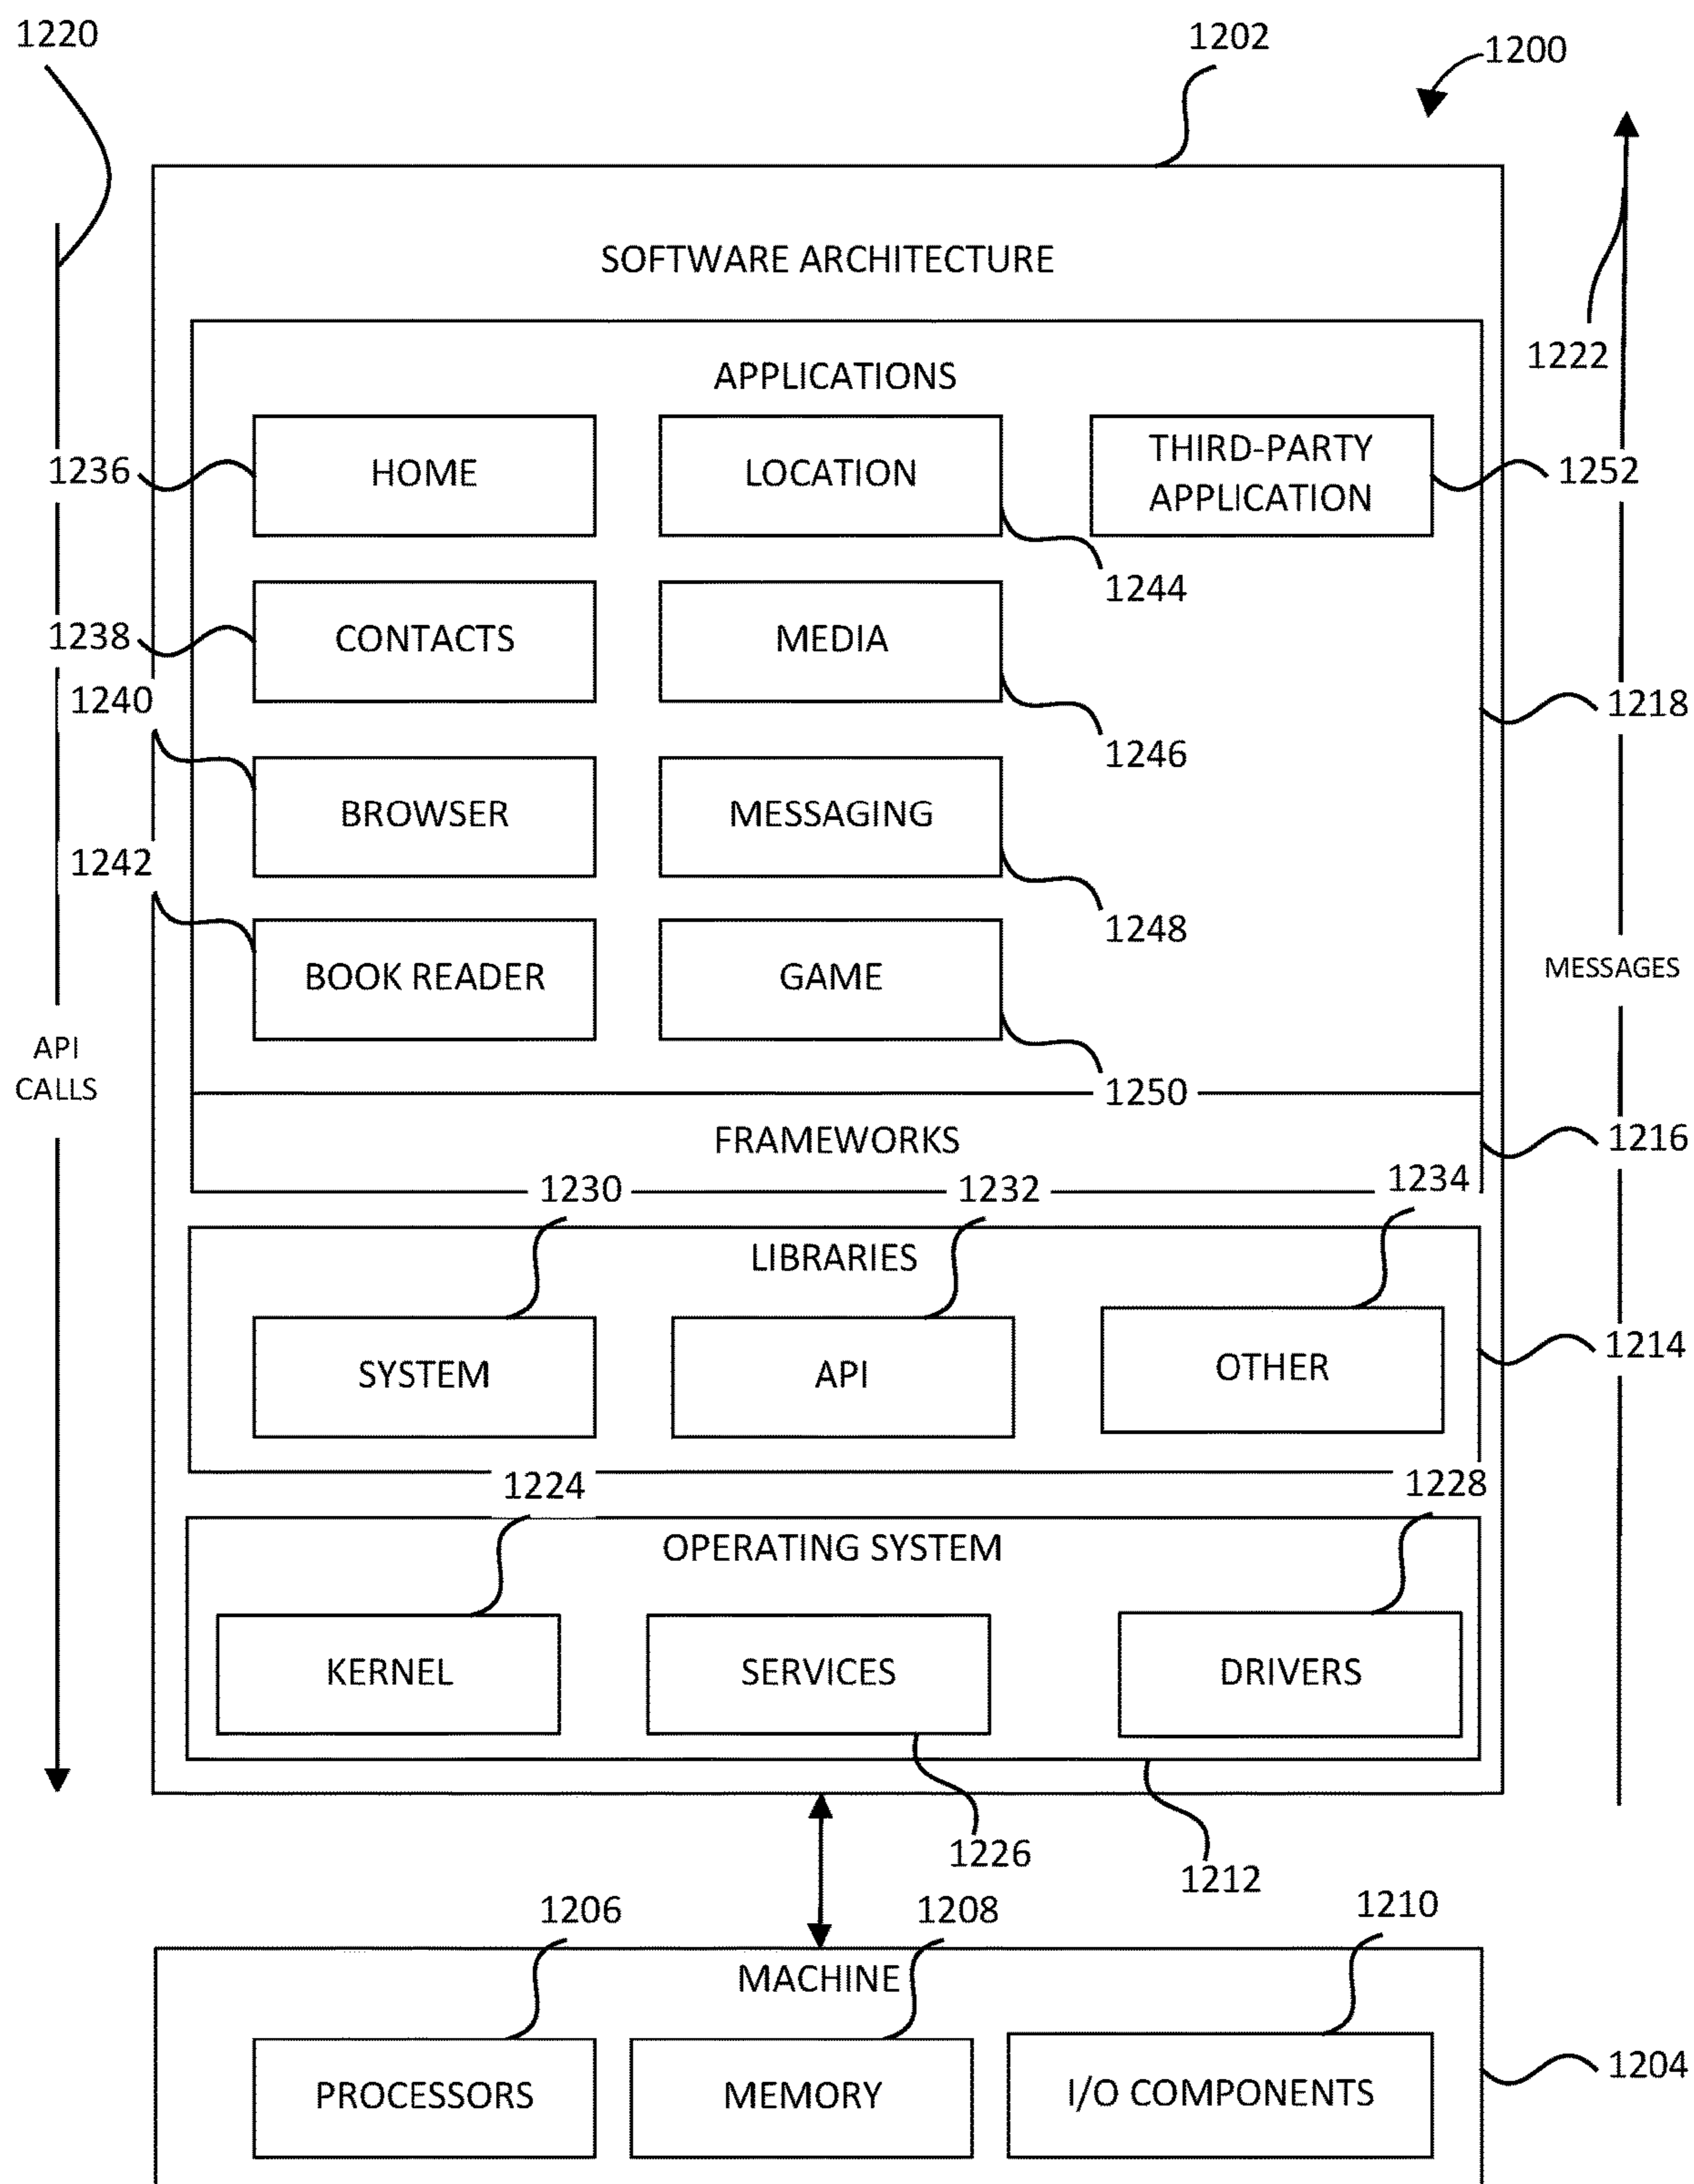 1220
1202
1200
SOFTWARE ARCHITECTURE
1222
APPLICATIONS
1236
HOME
LOCATION
THIRD-PARTY
APPLICATION
1252
1244
1238
CONTACTS
MEDIA
1240
1218
1246
BROWSER
MESSAGING
1242
1248
BOOK READER
GAME
MESSAGES
API
CALLS
1250
FRAMEWORKS
1216
1230
1232
1234
LIBRARIES
SYSTEM
API
OTHER
1214
1224
1228
OPERATING SYSTEM
KERNEL
SERVICES
DRIVERS
1226
1212
1206
1208
1210
MACHINE
PROCESSORS
MEMORY
I/O COMPONENTS
1204